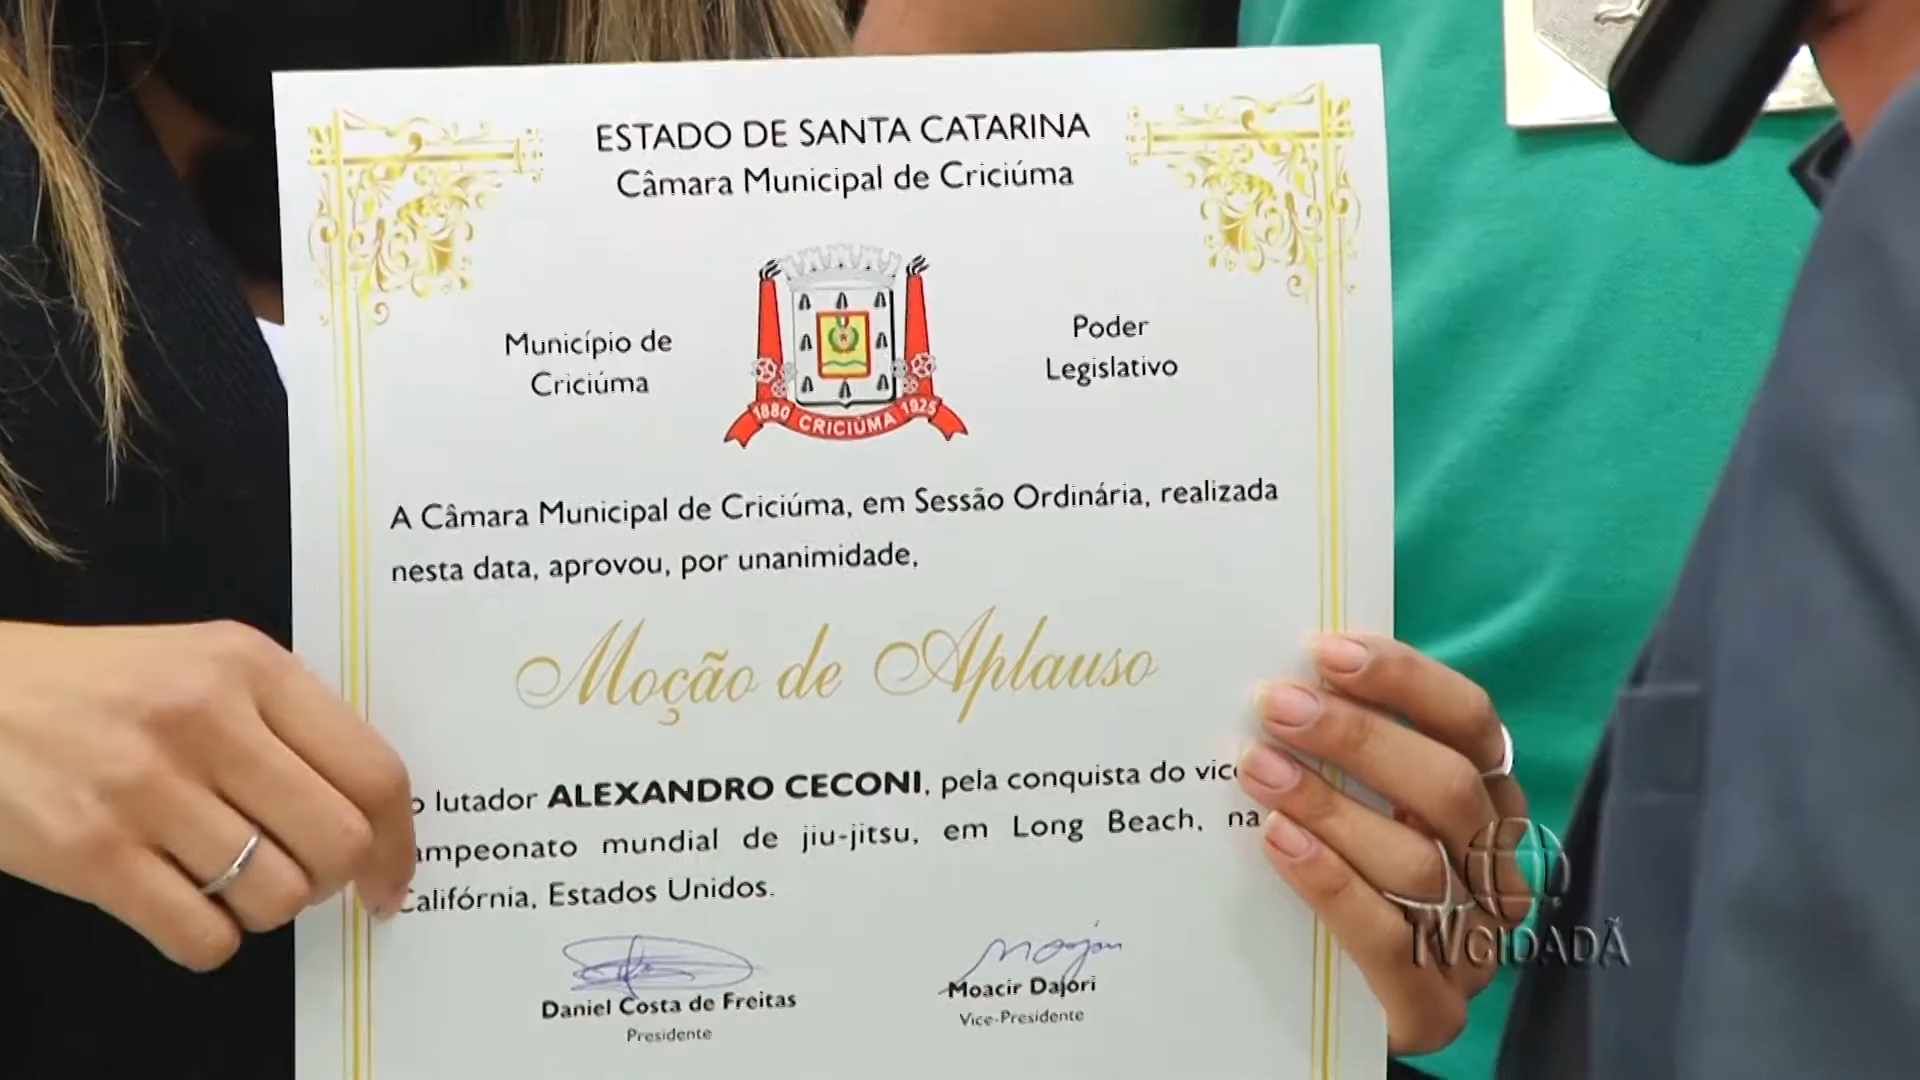 ESTADO DE SANTA CATARINA
Câmara Municipal de Criciúma
Município de
Criciúma
Poder
Legislativo
1880 CRICIÚMA 1925
A Câmara Municipal de Criciúma, em Sessão Ordinária, realizada
nesta data, aprovou, por unanimidade,
Moção de Aplauso
lutador ALEXANDRO CECONI, pela conquista do
mundial de jiu-jitsu, em Long Beach, na
Califórnia, Estados Unidos.
Daniel Costa de Freitas
Presidente
Moacir Dajori
Vice-Presidente
TV CIDADÃ